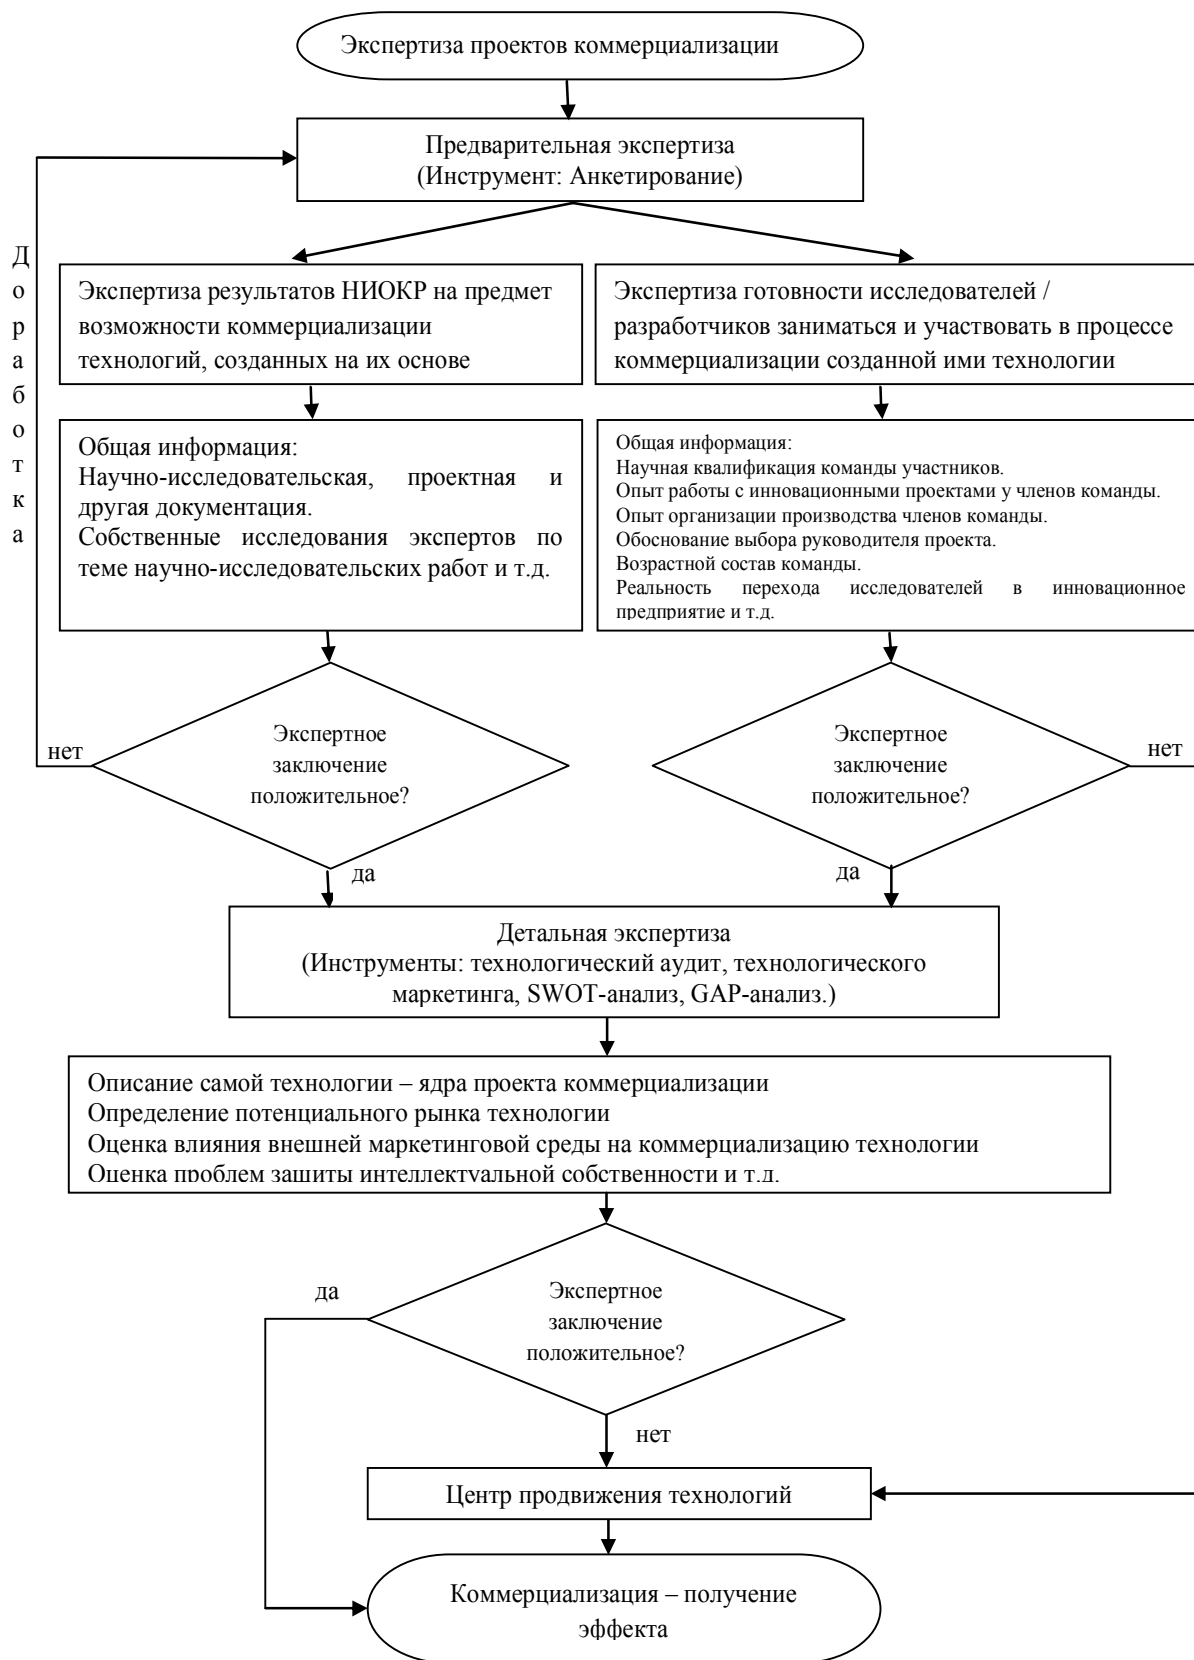 Экспертиза проектов коммерциализации
Предварительная экспертиза
(Инструмент: Анкетирование)
Доработка
Экспертиза результатов НИОКР на предмет
возможности коммерциализации
технологий, созданных на их основе
Экспертиза готовности исследователей /
разработчиков заниматься и участвовать в процессе
коммерциализации созданной ими технологии
Общая информация:
Научно-исследовательская, проектная и
другая документация.
Собственные исследования экспертов по
теме научно-исследовательских работ и т.д.
Общая информация:
Научная квалификация команды участников.
Опыт работы с инновационными проектами у членов команды.
Опыт организации производства членов команды.
Обоснование выбора руководителя проекта.
Возрастной состав команды.
Реальность перехода исследователей в инновационное
предприятие и т.д.
нет
Экспертное
заключение
положительное?
да
Экспертное
заключение
положительное?
нет
да
Детальная экспертиза
(Инструменты: технологический аудит, технологического
маркетинга, SWOT-анализ, GAP-анализ.)
Описание самой технологии – ядра проекта коммерциализации
Определение потенциального рынка технологии
Оценка влияния внешней маркетинговой среды на коммерциализацию технологии
Оценка проблем защиты интеллектуальной собственности и т.д.
да
Экспертное
заключение
положительное?
нет
Центр продвижения технологий
Коммерциализация – получение
эффекта